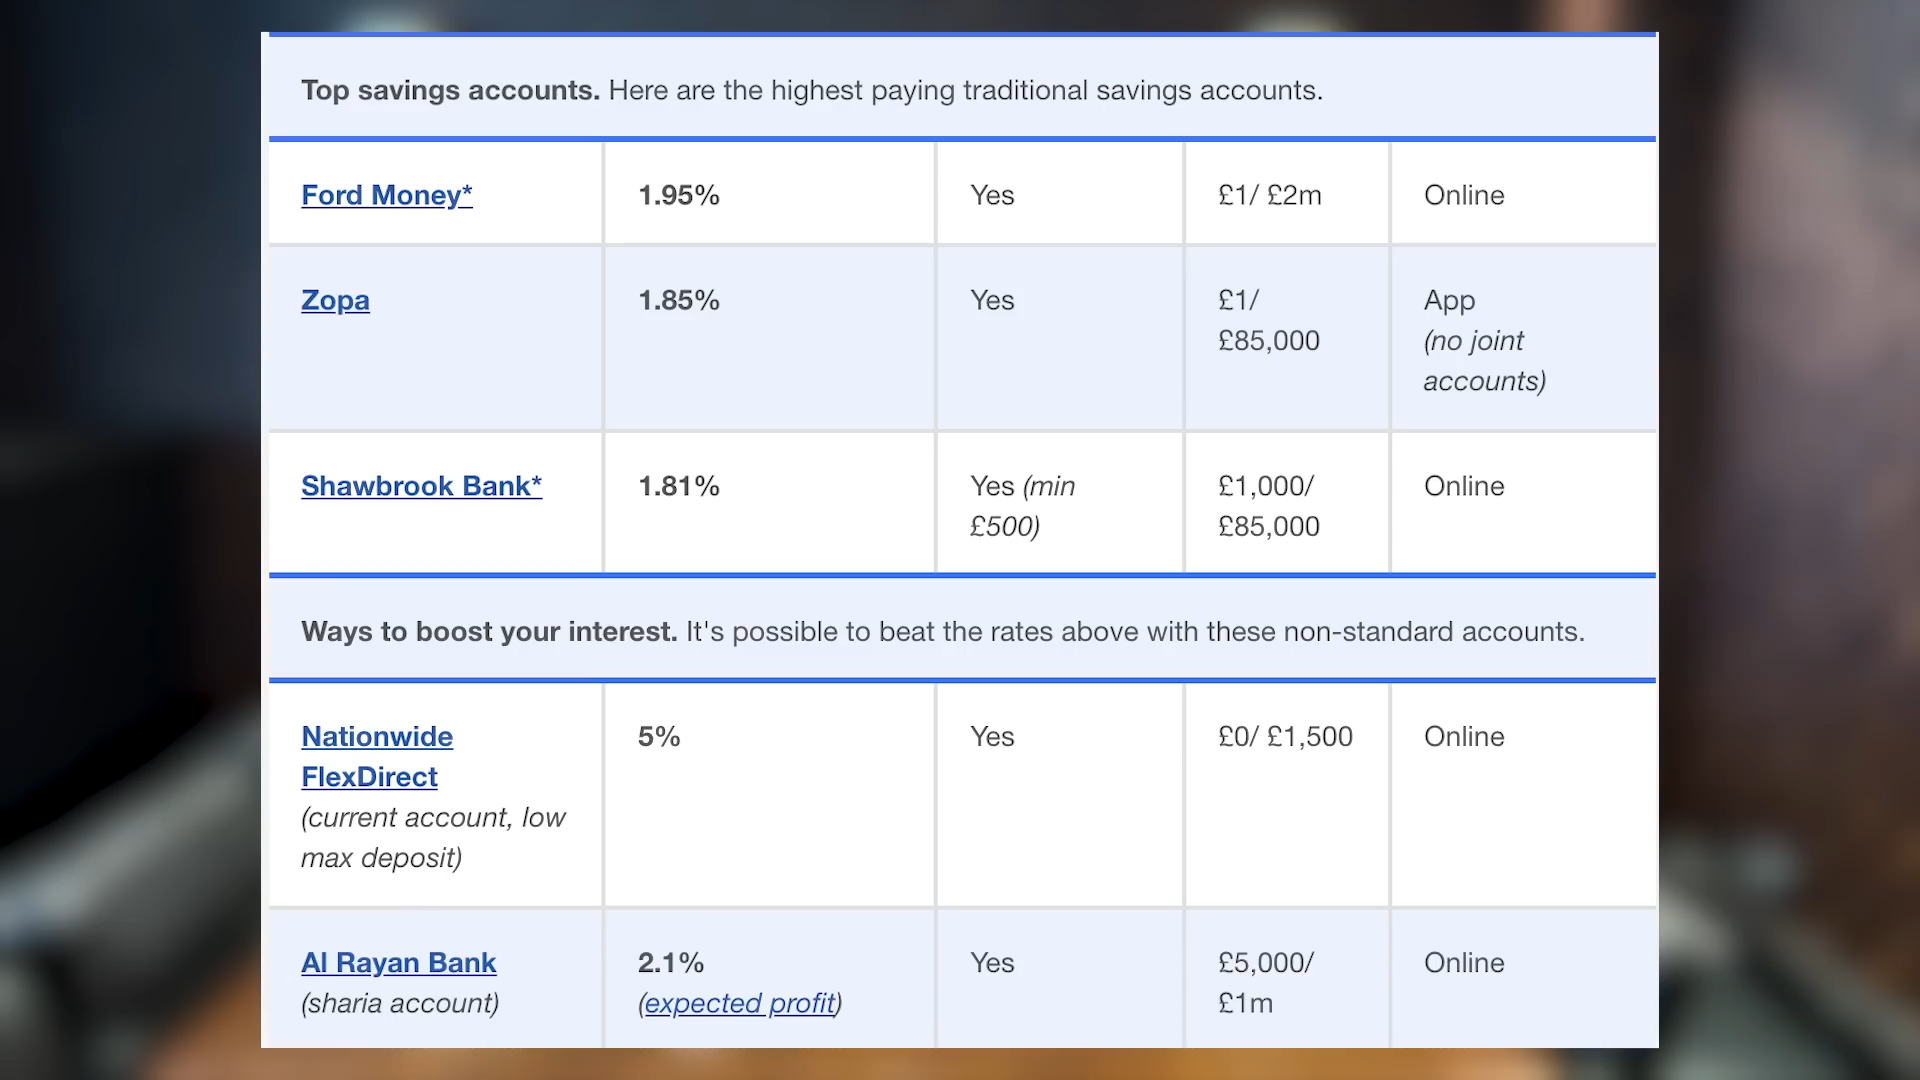 Top savings accounts. Here are the highest paying traditional savings accounts.
Ford Money* 1.95% Yes £1/ £2m Online
Zopa 1.85% Yes £1/ App
£85,000 (no joint
accounts)
Shawbrook Bank* 1.81% Yes (min £1,000/ Online
£500) £85,000
Ways to boost your interest. It's possible to beat the rates above with these non-standard accounts.
Nationwide 5% Yes £0/ £1,500 Online
FlexDirect
(current account, low
max deposit)
Al Rayan Bank 2.1% Yes £5,000/ Online
(sharia account) (expected profit) £1m